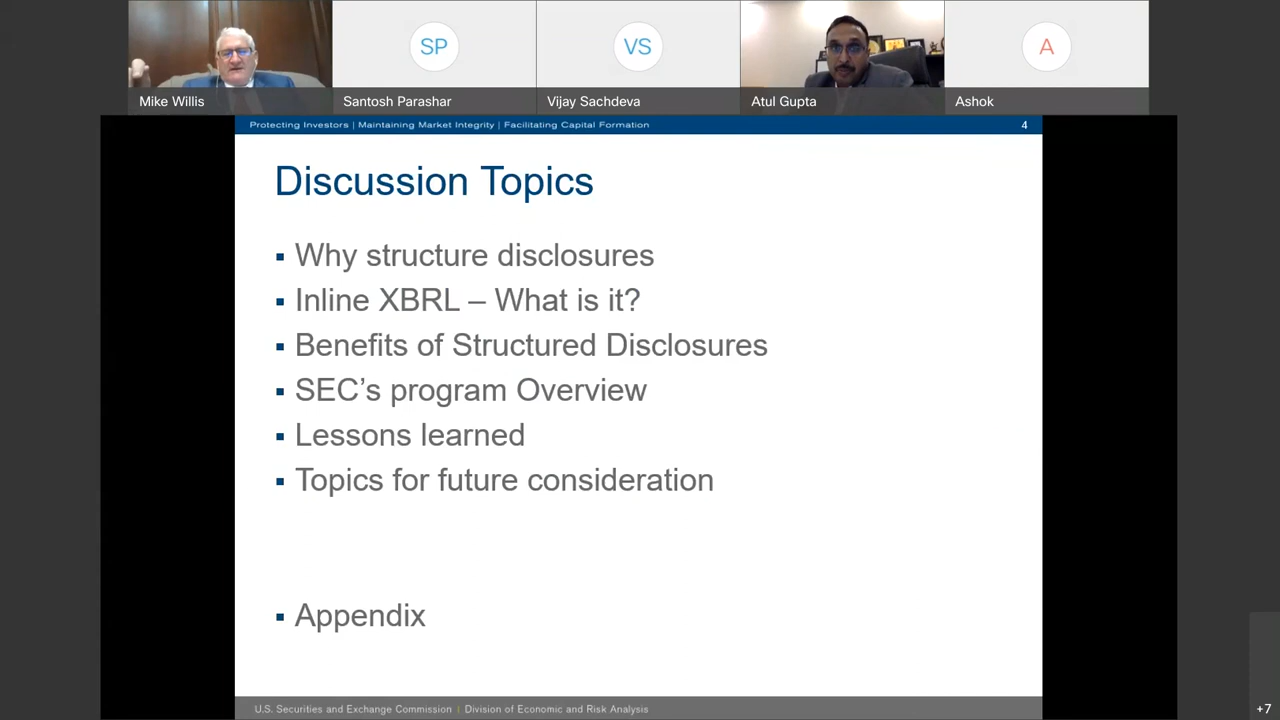 SP
VS
A
Mike Willis
Santosh Parashar
Vijay Sachdeva
Atul Gupta
Ashok
Protecting Investors | Maintaining Market Integrity | Facilitating Capital Formation
4
Discussion Topics
▪ Why structure disclosures
▪ Inline XBRL – What is it?
▪ Benefits of Structured Disclosures
▪ SEC’s program Overview
▪ Lessons learned
▪ Topics for future consideration
▪ Appendix
U.S. Securities and Exchange Commission | Division of Economic and Risk Analysis
+7